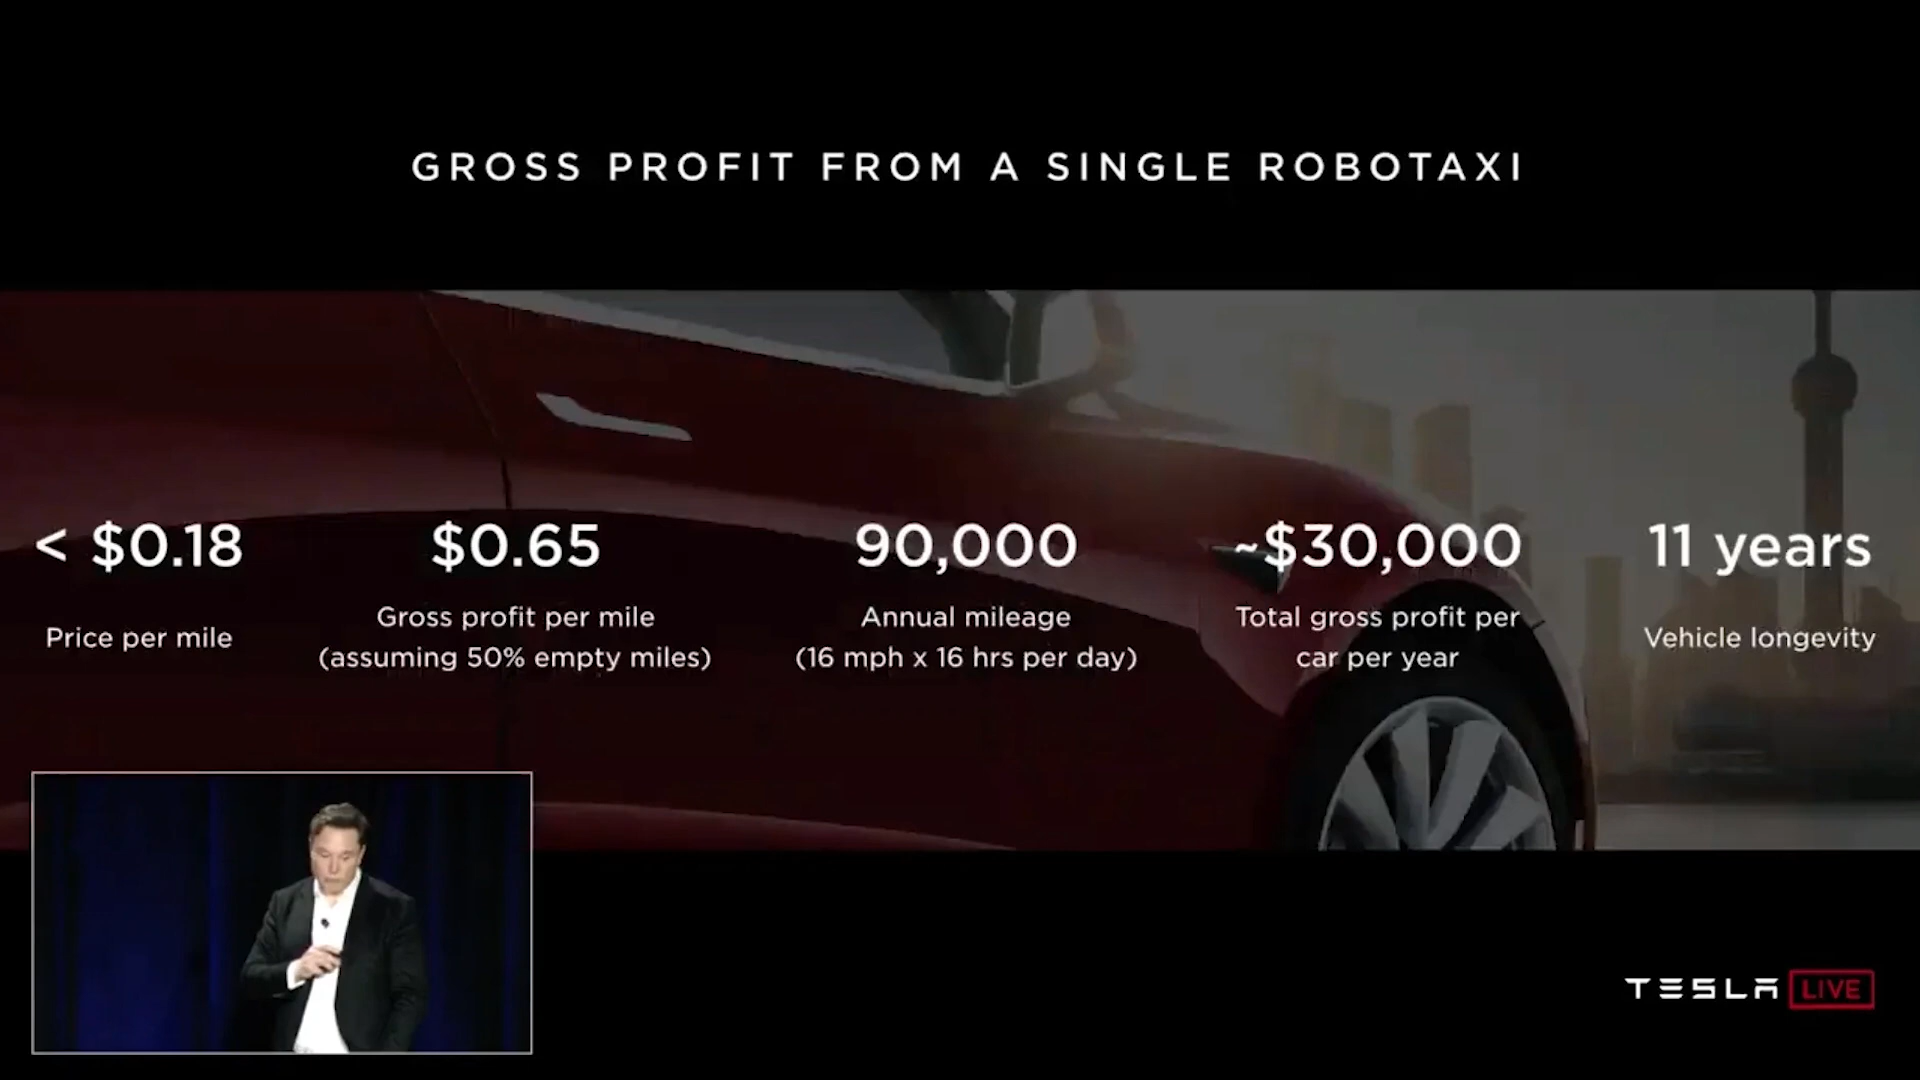 GROSS PROFIT FROM A SINGLE ROBOTAXI
< $0.18
Price per mile
$0.65
Gross profit per mile
(assuming 50% empty miles)
90,000
Annual mileage
(16 mph x 16 hrs per day)
~$30,000
Total gross profit per
car per year
11 years
Vehicle longevity
TESLA LIVE